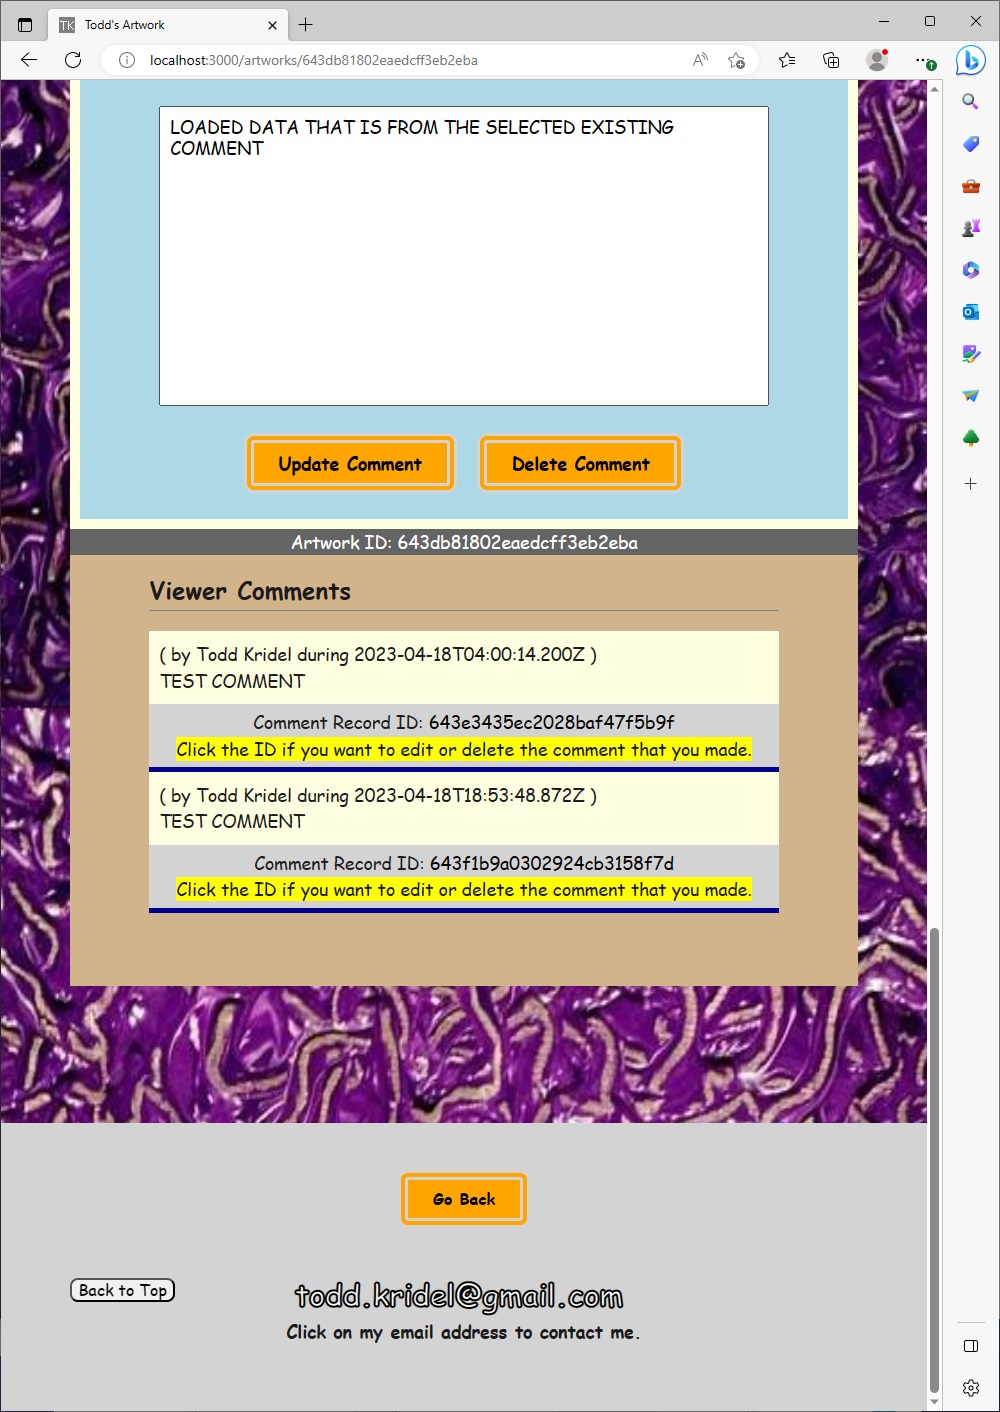 TK Todd's Artwork
localhost:3000/artworks/643db81802eaedcff3eb2eba
LOADED DATA THAT IS FROM THE SELECTED EXISTING
COMMENT
Update Comment
Delete Comment
Artwork ID: 643db81802eaedcff3eb2eba
Viewer Comments
( by Todd Kridel during 2023-04-18T04:00:14.200Z )
TEST COMMENT
Comment Record ID: 643e3435ec2028baf47f5b9f
Click the ID if you want to edit or delete the comment that you made.
( by Todd Kridel during 2023-04-18T18:53:48.872Z )
TEST COMMENT
Comment Record ID: 643f1b9a0302924cb3158f7d
Click the ID if you want to edit or delete the comment that you made.
Go Back
Back to Top
todd.kridel@gmail.com
Click on my email address to contact me.